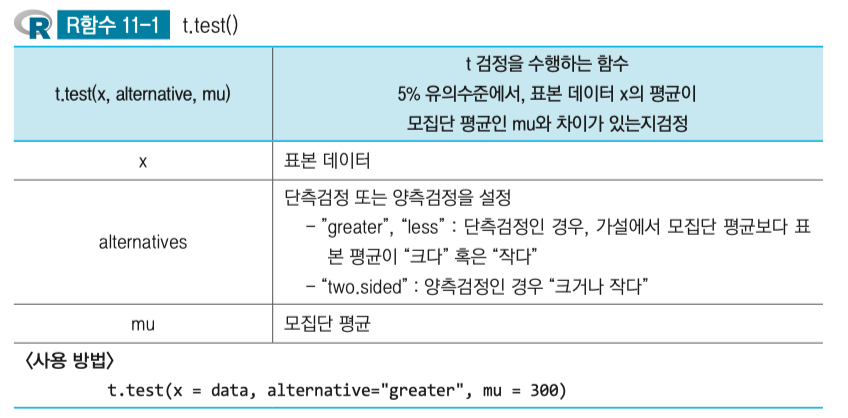 R R함수 11-1 t.test()
t.test(x, alternative, mu)
t 검정을 수행하는 함수
5% 유의수준에서, 표본 데이터 x의 평균이
모집단 평균인 mu와 차이가 있는지검정
x
표본 데이터
alternatives
단측검정 또는 양측검정을 설정
– ”greater”, “less” : 단측검정인 경우, 가설에서 모집단 평균보다 표
본 평균이 “크다” 혹은 “작다”
– “two.sided” : 양측검정인 경우 “크거나 작다”
mu
모집단 평균
〈사용 방법〉
t.test(x = data, alternative="greater", mu = 300)